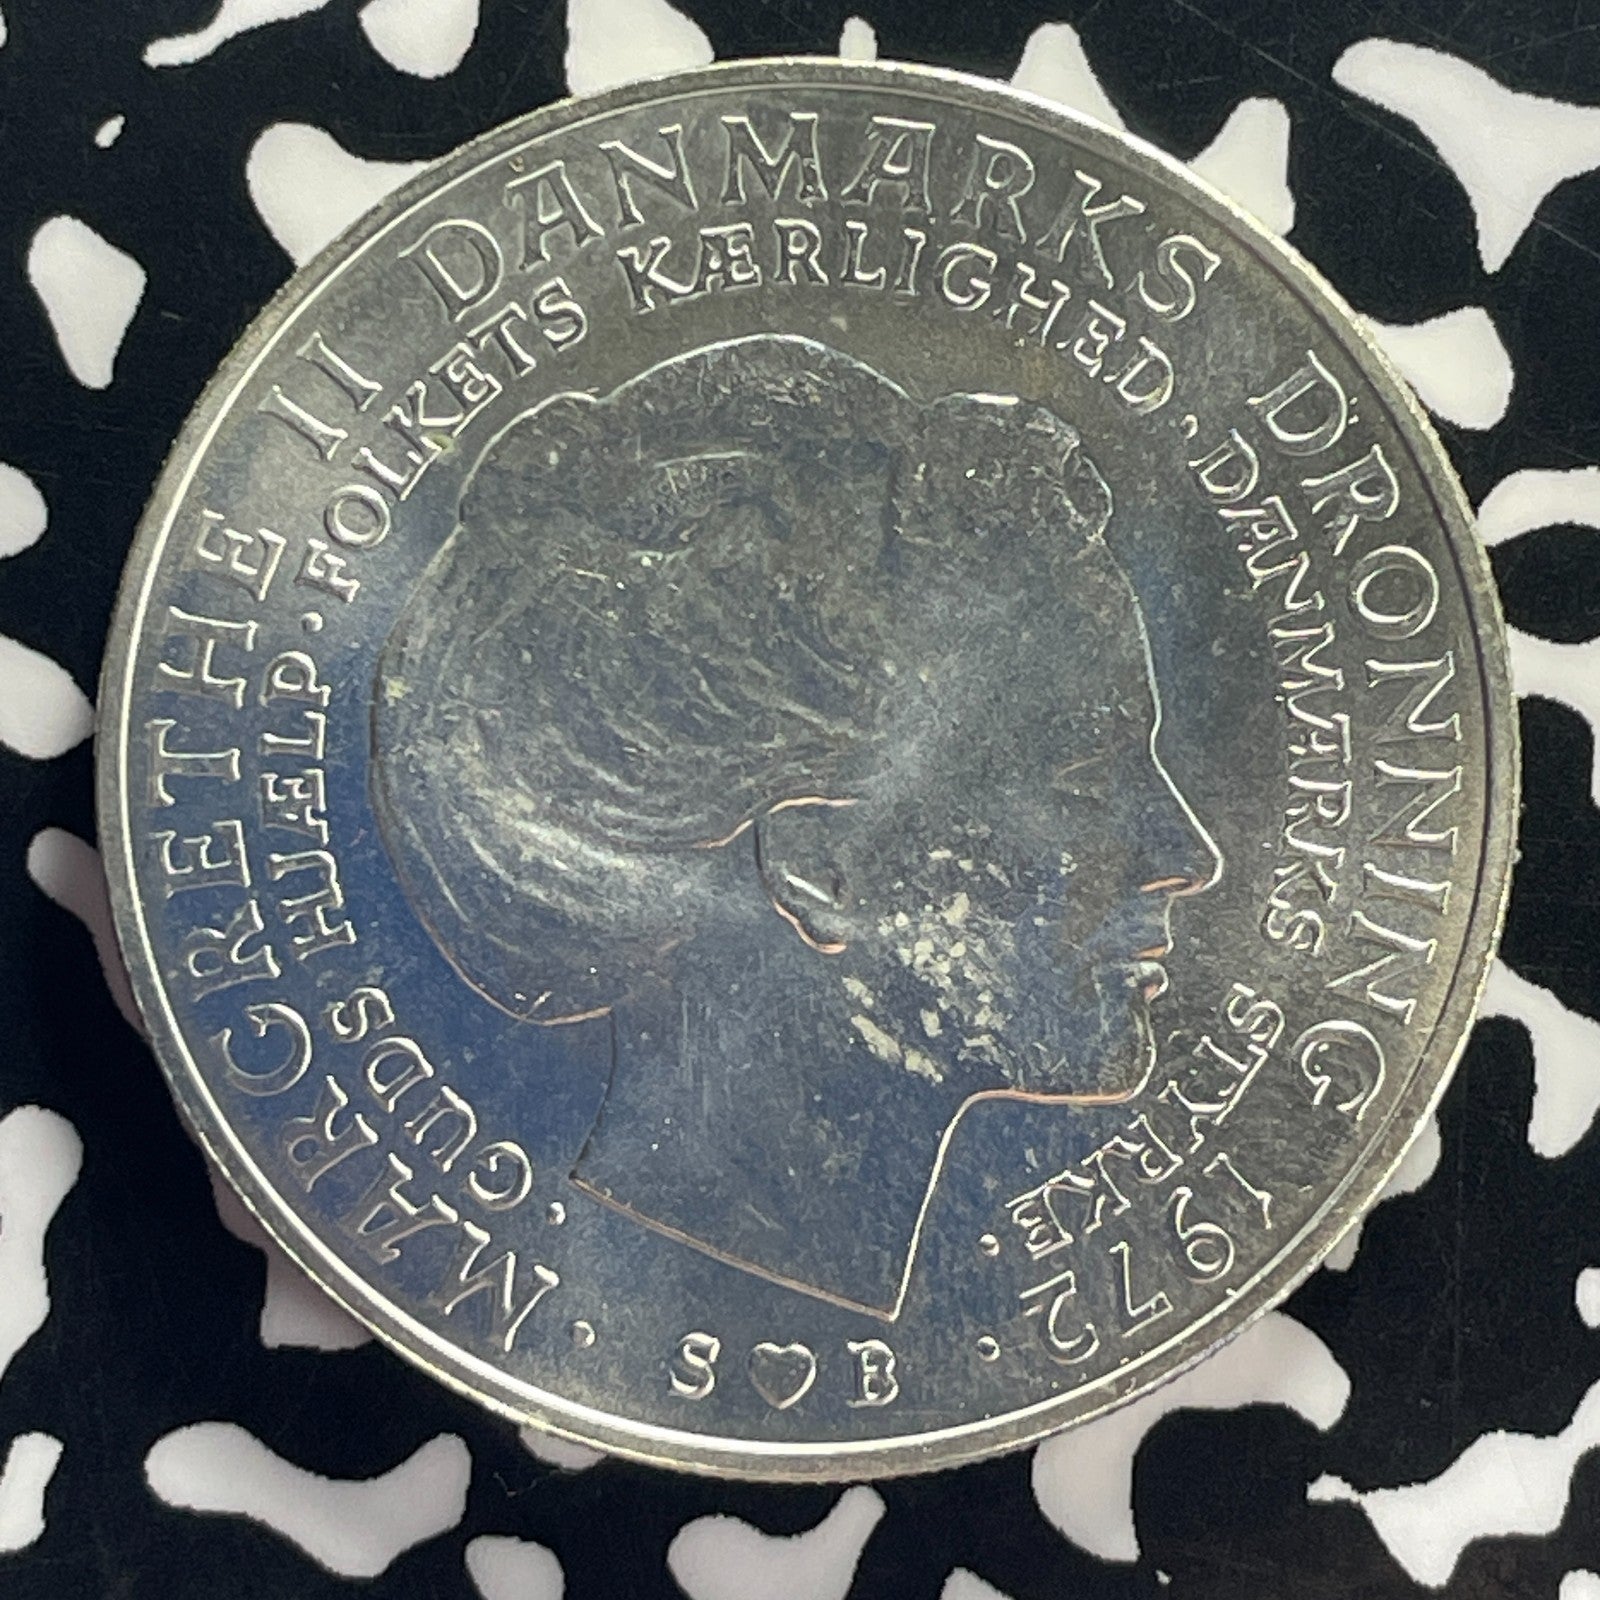 MARGRETHE II DANMARKS DRONNING 1972
·GUDS HJÆLP·FOLKETS KÆRLIGHED·DANMARKS STYRKE·
· S♥B ·